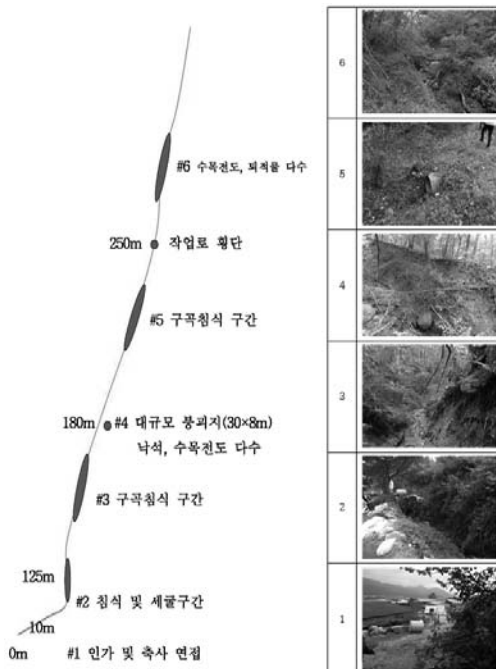 #6 수목전도, 퇴적물 다수
250m 작업로 횡단
#5 구곡침식 구간
180m #4 대규모 붕괴지(30×8m)
낙석, 수목전도 다수
#3 구곡침식 구간
125m
#2 침식 및 세굴구간
10m
0m #1 인가 및 축사 연접
6
5
4
3
2
1